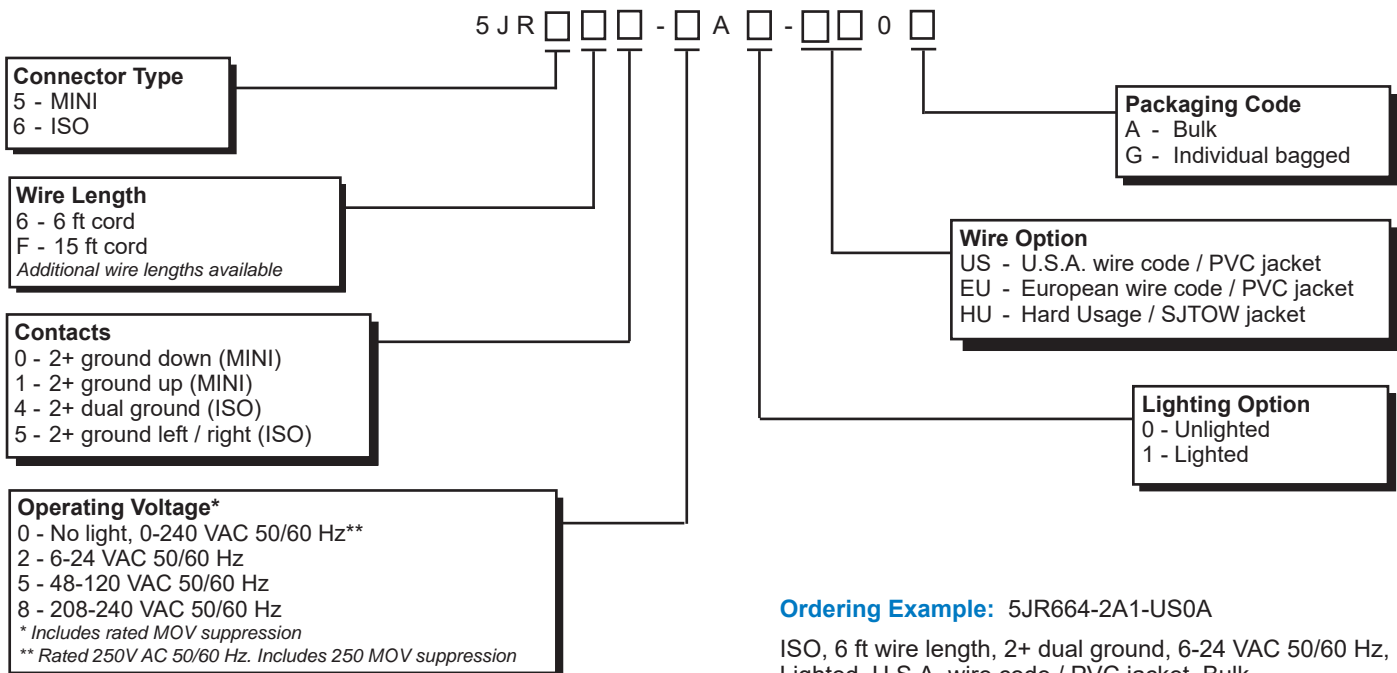 5 J R □ □ □ - □ A □ - □ □ 0 □
Connector Type
5 - MINI
6 - ISO
Wire Length
6 - 6 ft cord
F - 15 ft cord
Additional wire lengths available
Contacts
0 - 2+ ground down (MINI)
1 - 2+ ground up (MINI)
4 - 2+ dual ground (ISO)
5 - 2+ ground left / right (ISO)
Operating Voltage*
0 - No light, 0-240 VAC 50/60 Hz**
2 - 6-24 VAC 50/60 Hz
5 - 48-120 VAC 50/60 Hz
8 - 208-240 VAC 50/60 Hz
* Includes rated MOV suppression
** Rated 250V AC 50/60 Hz. Includes 250 MOV suppression
Packaging Code
A - Bulk
G - Individual bagged
Wire Option
US - U.S.A. wire code / PVC jacket
EU - European wire code / PVC jacket
HU - Hard Usage / SJTOW jacket
Lighting Option
0 - Unlighted
1 - Lighted
Ordering Example: 5JR664-2A1-US0A
ISO, 6 ft wire length, 2+ dual ground, 6-24 VAC 50/60 Hz,
Lighted, U.S.A. wire code / PVC jacket, Bulk